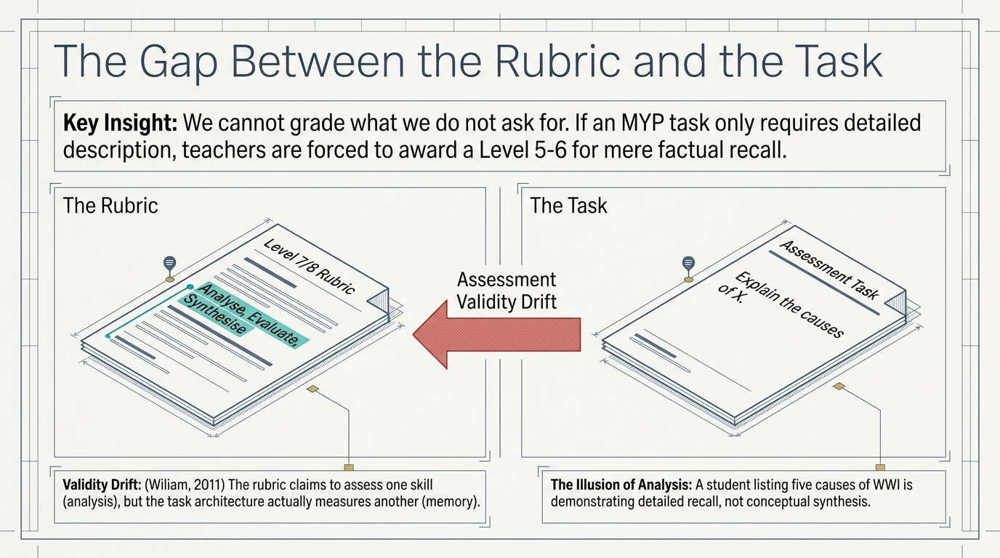 The Gap Between the Rubric and the Task
Key Insight: We cannot grade what we do not ask for. If an MYP task only requires detailed
description, teachers are forced to award a Level 5-6 for mere factual recall.
The Rubric
Level 7/8 Rubric
Analyse, Evaluate,
Synthesise
Assessment
Validity Drift
The Task
Assessment Task
Explain the causes
of X.
Validity Drift: (Wiliam, 2011) The rubric claims to assess one skill
(analysis), but the task architecture actually measures another (memory).
The Illusion of Analysis: A student listing five causes of WWI is
demonstrating detailed recall, not conceptual synthesis.